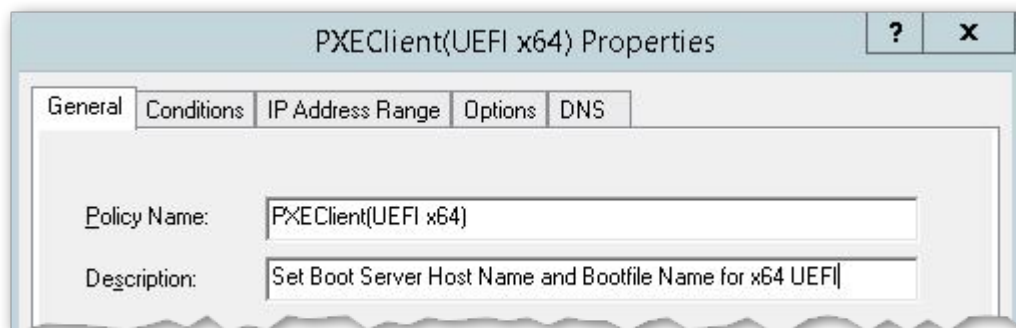 PXEClient(UEFI x64) Properties
? x
General Conditions IP Address Range Options DNS
Policy Name: PXEClient(UEFI x64)
Description: Set Boot Server Host Name and Bootfile Name for x64 UEFI